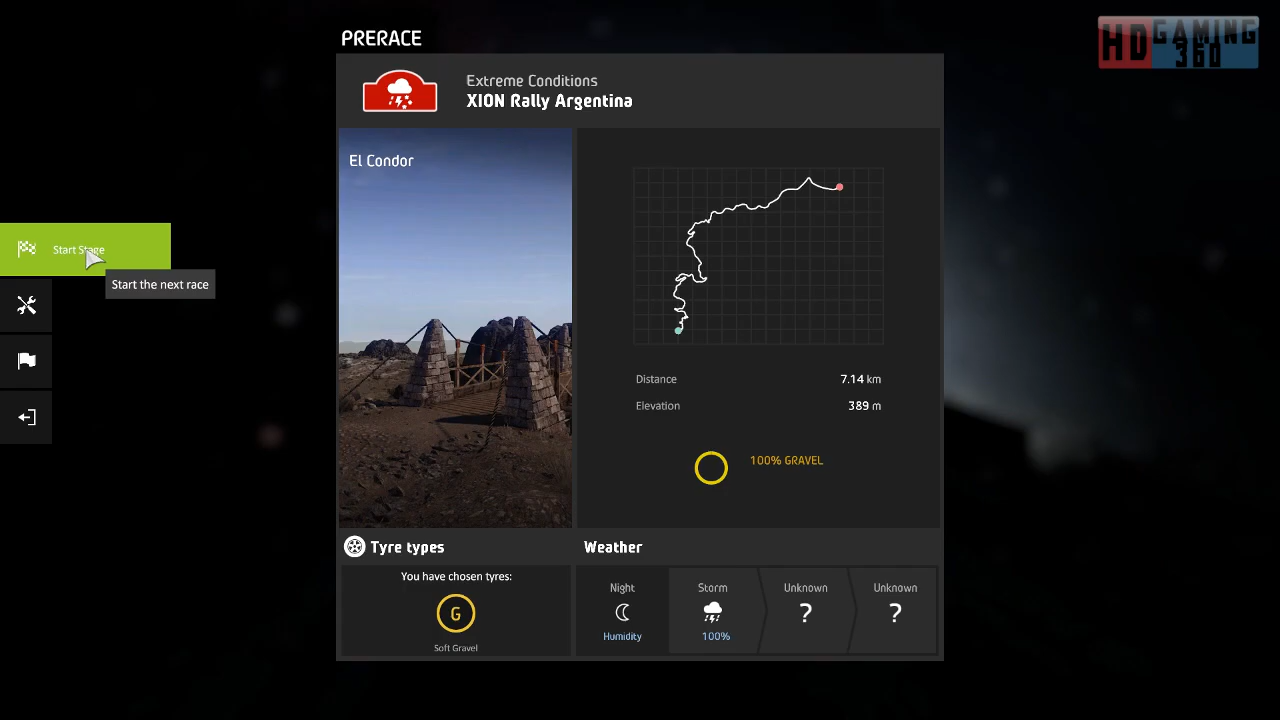 HD GAMING 360
PRERACE
Extreme Conditions
XION Rally Argentina
El Condor
Start Stage
Start the next race
Distance 7.14 km
Elevation 389 m
100% GRAVEL
Tyre types
You have chosen tyres:
G
Soft Gravel
Weather
Night Storm Unknown Unknown
? ?
Humidity 100%